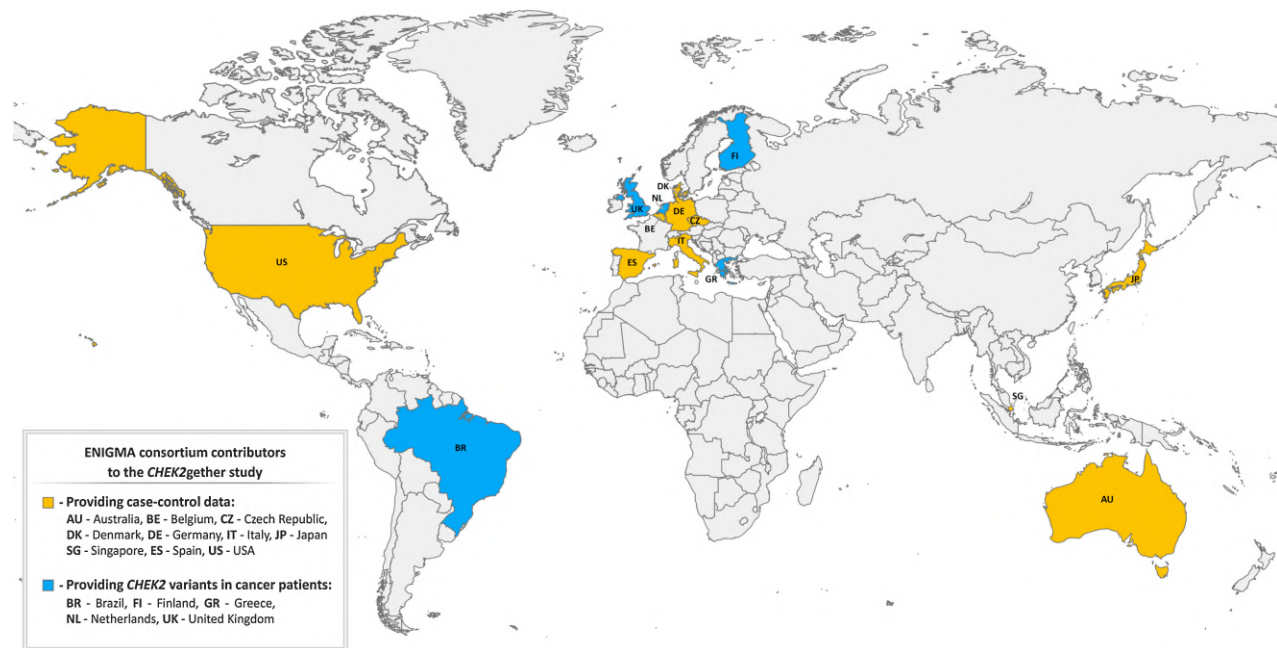 FI
DK
NL
UK
DE
CZ
BE
IT
US
ES
GR
JP
SG
BR
AU
ENIGMA consortium contributors
to the CHEK2gether study
- Providing case-control data:
AU - Australia, BE - Belgium, CZ - Czech Republic,
DK - Denmark, DE - Germany, IT - Italy, JP - Japan
SG - Singapore, ES - Spain, US - USA
- Providing CHEK2 variants in cancer patients:
BR - Brazil, FI - Finland, GR - Greece,
NL - Netherlands, UK - United Kingdom